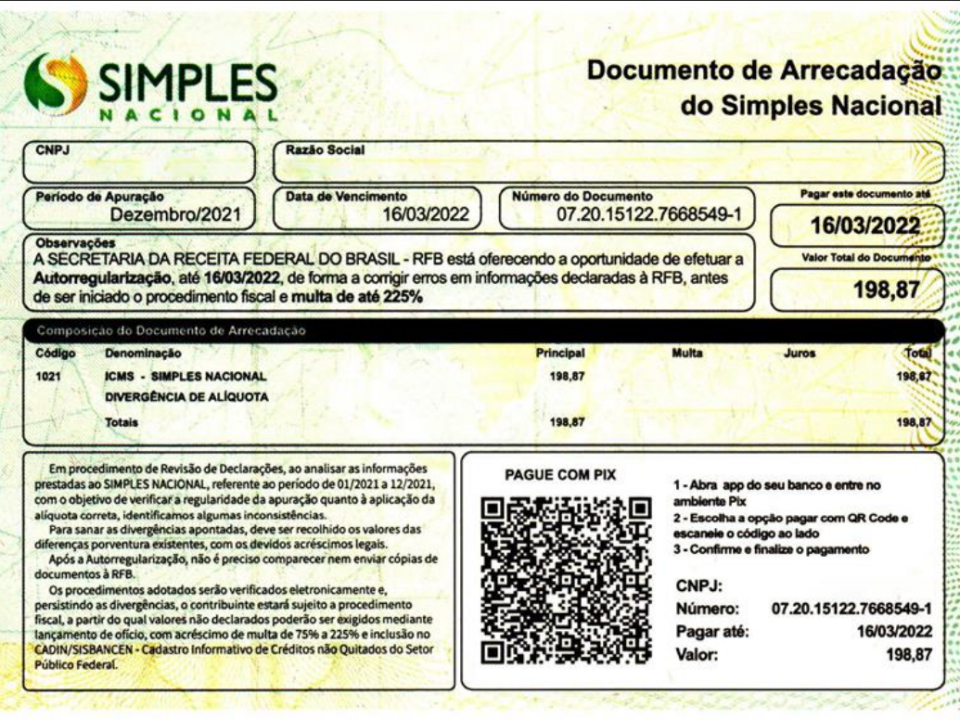 SIMPLES
NACIONAL
Documento de Arrecadação
do Simples Nacional
CNPJ
Razão Social
Período de Apuração
Dezembro/2021
Data de Vencimento
16/03/2022
Número do Documento
07.20.15122.7668549-1
Pagar este documento até
16/03/2022
Observações
A SECRETARIA DA RECEITA FEDERAL DO BRASIL - RFB está oferecendo a oportunidade de efetuar a
Autorregularização, até 16/03/2022, de forma a corrigir erros em informações declaradas à RFB, antes
de ser iniciado o procedimento fiscal e multa de até 225%
Valor Total do Documento
198,87
Composição do Documento de Arrecadação
Código Denominação Principal Multa Juros Total
1021 ICMS - SIMPLES NACIONAL 198,87 198,87
DIVERGÊNCIA DE ALÍQUOTA
Totais 198,87 198,87
Em procedimento de Revisão de Declarações, ao analisar as informações
prestadas ao SIMPLES NACIONAL, referente ao período de 01/2021 a 12/2021,
com o objetivo de verificar a regularidade da apuração quanto à aplicação da
alíquota correta, identificamos algumas inconsistências.
Para sanar as divergências apontadas, deve ser recolhido os valores das
diferenças porventura existentes, com os devidos acréscimos legais.
Após a Autorregularização, não é preciso comparecer nem enviar cópias de
documentos à RFB.
Os procedimentos adotados serão verificados eletronicamente e,
persistindo as divergências, o contribuinte estará sujeito a procedimento
fiscal, a partir do qual valores não declarados poderão ser exigidos mediante
lançamento de ofício, com acréscimo de multa de 75% a 225% e inclusão no
CADIN/SISBANCEN - Cadastro Informativo de Créditos não Quitados do Setor
Público Federal.
PAGUE COM PIX
1 - Abra app do seu banco e entre no
ambiente Pix
2 - Escolha a opção pagar com QR Code e
escaneie o código ao lado
3 - Confirme e finalize o pagamento
CNPJ:
Número: 07.20.15122.7668549-1
Pagar até: 16/03/2022
Valor: 198,87